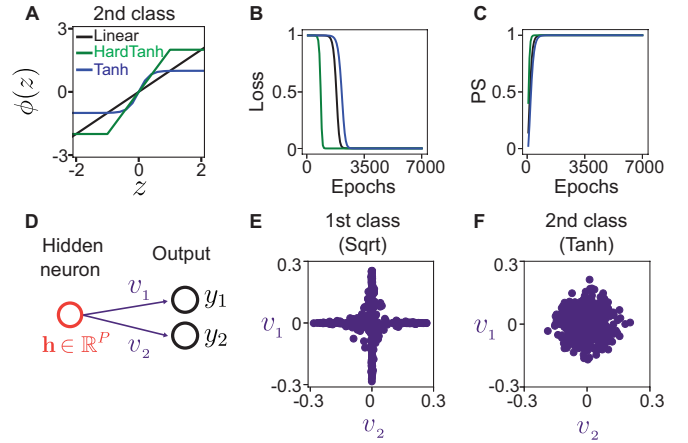 A
2nd class
Linear
HardTanh
Tanh
3
0
-3
ϕ(z)
-2
0
2
z
B
1
0.5
0
Loss
0
3500
7000
Epochs
C
1
0.5
0
PS
0
3500
7000
Epochs
D
Hidden
neuron
Output
v₁
v₂
y₁
y₂
h ∈ ℝᴾ
E
1st class
(Sqrt)
0.3
v₁ 0
-0.3
-0.3
0
0.3
v₂
F
2nd class
(Tanh)
0.3
v₁ 0
-0.3
-0.3
0
0.3
v₂